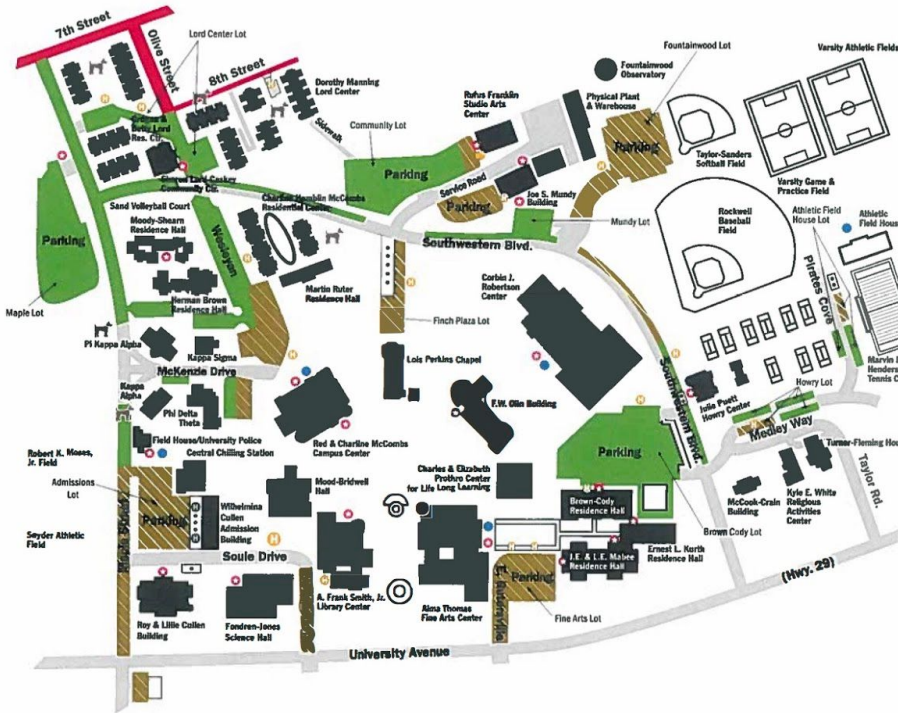 7th Street
Olive Street
Lord Center Lot
8th Street
Dorothy Manning
Lord Center
Sidewalk
Community Lot
Rufus Franklin
Studio Arts
Center
Fountainwood
Observatory
Physical Plant
& Warehouse
Fountainwood Lot
Varsity Athletic Fields
Parking
Taylor-Sanders
Softball Field
Varsity Game &
Practice Field
Betty Lord
Res. Ctr.
Sharon Lord Caskey
Community Ctr.
Parking
Service Road
Parking
Joe S. Mundy
Building
Mundy Lot
Athletic Field
House Lot
Athletic
Field Hous
Sand Volleyball Court
Charline Hamblin McCombs
Residential Center
Southwestern Blvd.
Rockwell
Baseball
Field
Moody-Shearn
Residence Hall
Wesleyan
Parking
Maple Lot
Herman Brown
Residence Hall
Martin Ruter
Residence Hall
Finch Plaza Lot
Corbin J.
Robertson
Center
Pirates Cove
Marvin
Henders
Tennis C
Pi Kappa Alpha
Kappa Sigma
McKenzie Drive
Lois Perkins Chapel
Southwestern Blvd.
Julie Puett
Howry Center
Howry Lot
Kappa
Alpha
Phi Delta
Theta
F.W. Olin Building
Medley Way
Field House/University Police
Central Chilling Station
Red & Charline McCombs
Campus Center
Parking
Turner-Fleming Hous
Robert K. Moses,
Jr. Field
Admissions
Lot
Mood-Bridwell
Hall
Charles & Elizabeth
Prothro Center
for Life Long Learning
Taylor Rd.
McCook-Crain
Building
Kyle E. White
Religious
Activities
Center
Parking
Wilhelmina
Cullen
Admission
Building
Brown-Cody
Residence Hall
Brown Cody Lot
Snyder Athletic
Field
Maple Street
Soule Drive
J.E. & L.E. Mabee
Residence Hall
Ernest L. Kurth
Residence Hall
Parking
(Hwy. 29)
Roy & Lillie Cullen
Building
Fondren-Jones
Science Hall
A. Frank Smith, Jr.
Library Center
Alma Thomas
Fine Arts Center
E. Rutersville
Fine Arts Lot
University Avenue